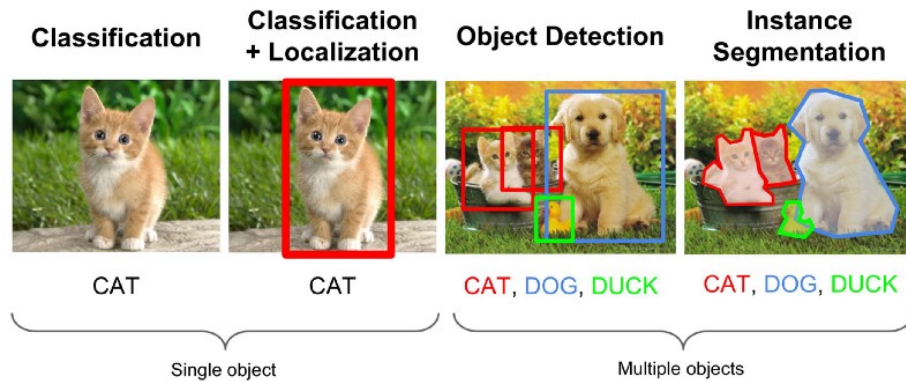 Classification
Classification
+ Localization
Object Detection
Instance
Segmentation
CAT
CAT
CAT, DOG, DUCK
CAT, DOG, DUCK
Single object
Multiple objects